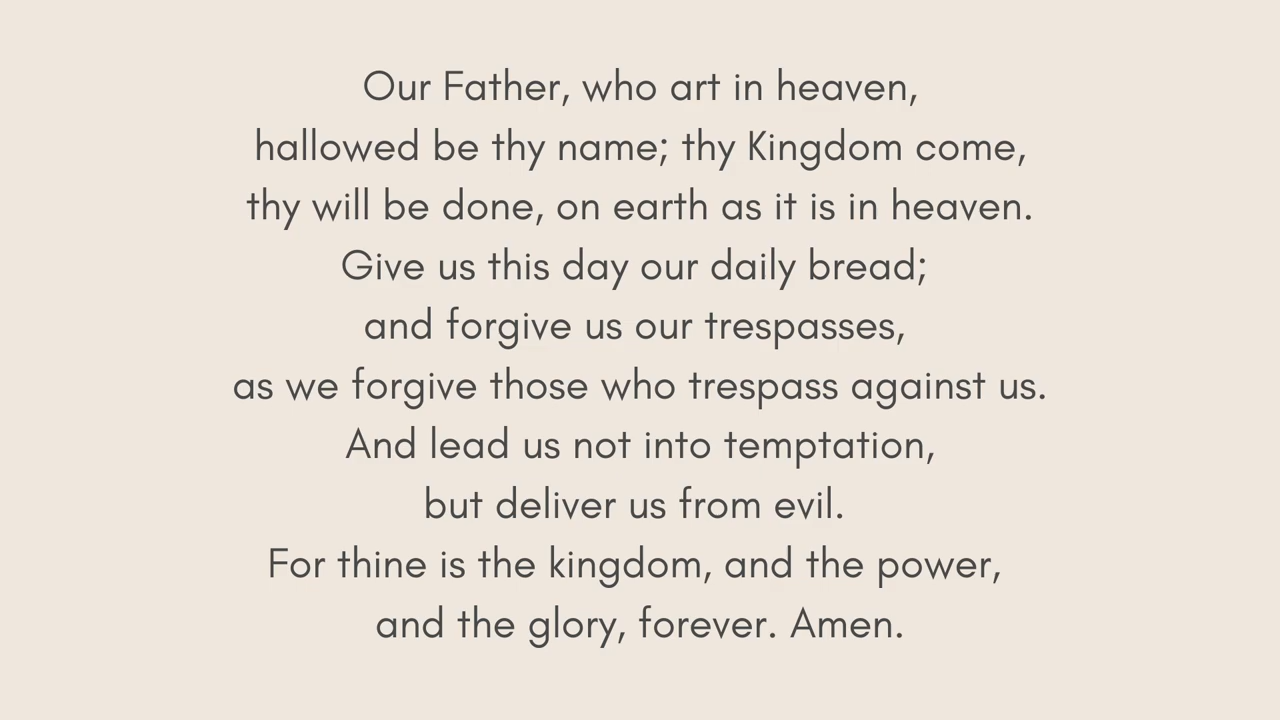 Our Father, who art in heaven,
hallowed be thy name; thy Kingdom come,
thy will be done, on earth as it is in heaven.
Give us this day our daily bread;
and forgive us our trespasses,
as we forgive those who trespass against us.
And lead us not into temptation,
but deliver us from evil.
For thine is the kingdom, and the power,
and the glory, forever. Amen.